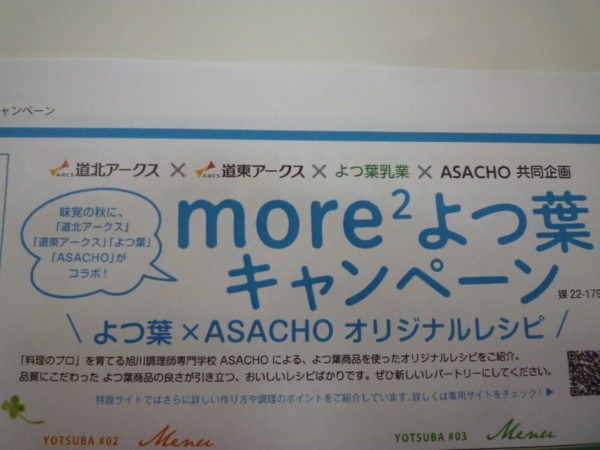 ャンペーン
ARCS 道北アークス × ARCS 道東アークス × よつ葉乳業 × ASACHO 共同企画
味覚の秋に、
「道北アークス」
「道東アークス」「よつ葉」
「ASACHO」が
コラボ！
more²よつ葉
キャンペーン
媒 22-179
\ よつ葉×ASACHO オリジナルレシピ /
「料理のプロ」を育てる旭川調理師専門学校 ASACHO による、よつ葉商品を使ったオリジナルレシピをご紹介。
品質にこだわった よつ葉商品の良さが引き立つ、おいしいレシピばかりです。ぜひ新しいレパートリーにしてください。
特設サイトではさらに詳しい作り方や調理のポイントをご紹介しています。詳しくは専用サイトをチェック！▶
YOTSUBA #02 Menu
YOTSUBA #03 Menu